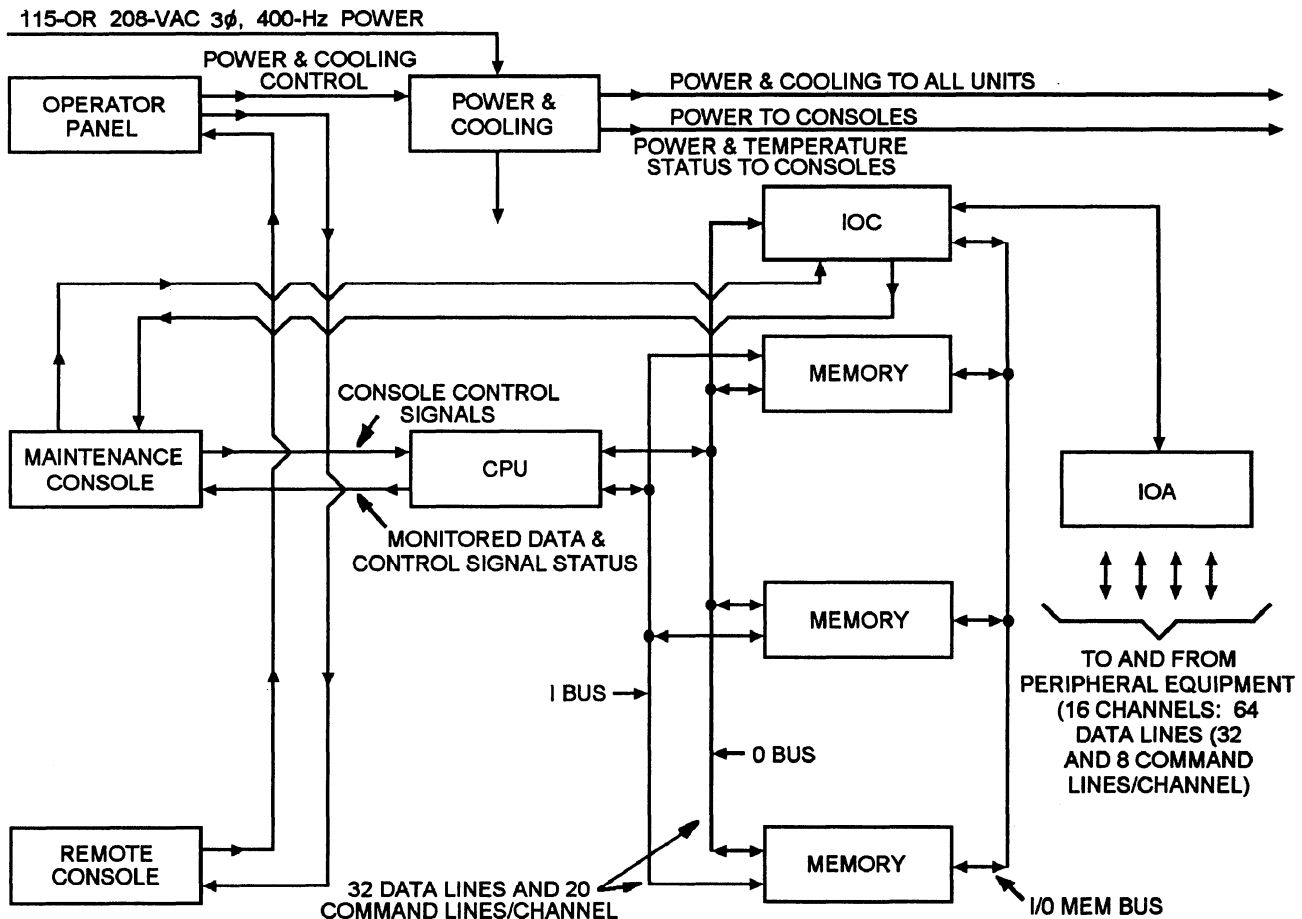 115-OR 208-VAC 3ø, 400-Hz POWER
POWER & COOLING
CONTROL
OPERATOR
PANEL
POWER &
COOLING
POWER & COOLING TO ALL UNITS
POWER TO CONSOLES
POWER & TEMPERATURE
STATUS TO CONSOLES
IOC
MEMORY
CONSOLE CONTROL
SIGNALS
MAINTENANCE
CONSOLE
CPU
IOA
MONITORED DATA &
CONTROL SIGNAL STATUS
MEMORY
TO AND FROM
PERIPHERAL EQUIPMENT
(16 CHANNELS: 64
DATA LINES (32
AND 8 COMMAND
LINES/CHANNEL)
I BUS
0 BUS
REMOTE
CONSOLE
MEMORY
32 DATA LINES AND 20
COMMAND LINES/CHANNEL
I/0 MEM BUS